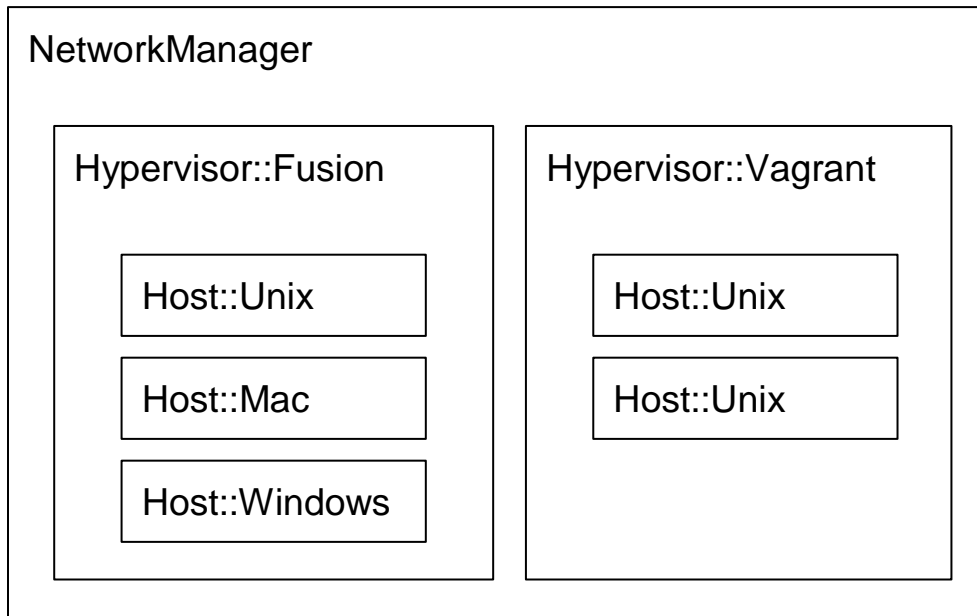 NetworkManager
Hypervisor::Fusion
Host::Unix
Host::Mac
Host::Windows
Hypervisor::Vagrant
Host::Unix
Host::Unix